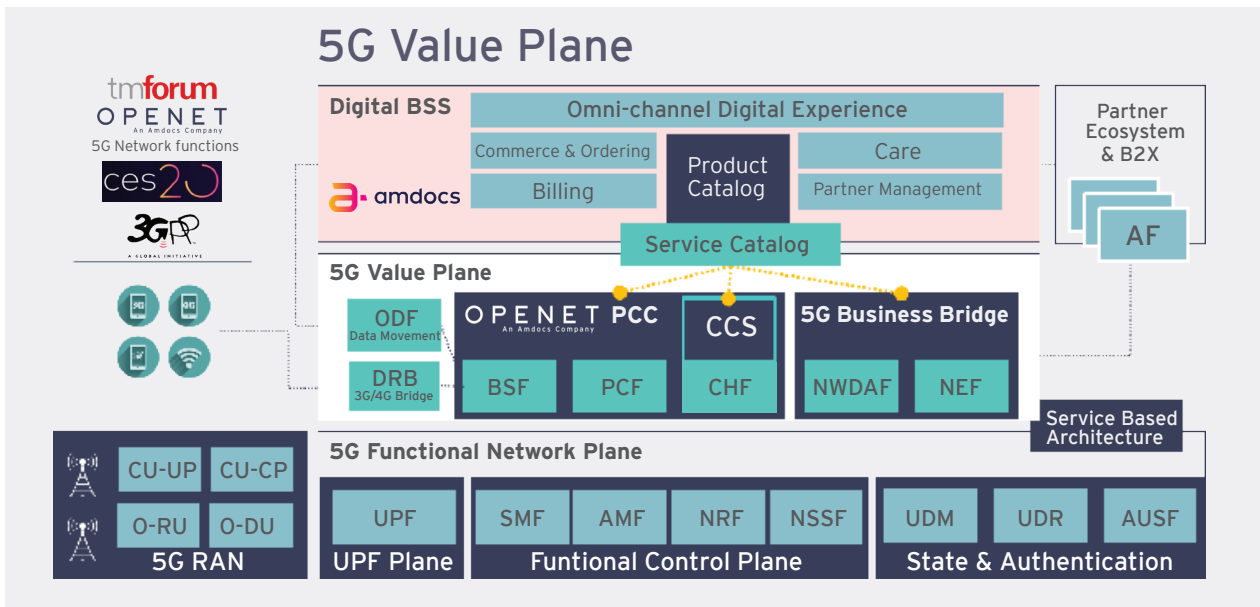 5G Value Plane
tmforum
OPENET
An Amdocs Company
5G Network functions
ces20
3GPP™
A GLOBAL INITIATIVE
5G
4G
Digital BSS
Omni-channel Digital Experience
Commerce & Ordering
Billing
Product
Catalog
Care
Partner Management
a. amdocs
Service Catalog
Partner
Ecosystem
& B2X
AF
5G Value Plane
ODF
Data Movement
DRB
3G/4G Bridge
OPENET PCC
An Amdocs Company
CCS
BSF
PCF
CHF
5G Business Bridge
NWDAF
NEF
Service Based
Architecture
CU-UP
CU-CP
O-RU
O-DU
5G RAN
5G Functional Network Plane
UPF
UPF Plane
SMF
AMF
NRF
NSSF
Funtional Control Plane
UDM
UDR
AUSF
State & Authentication